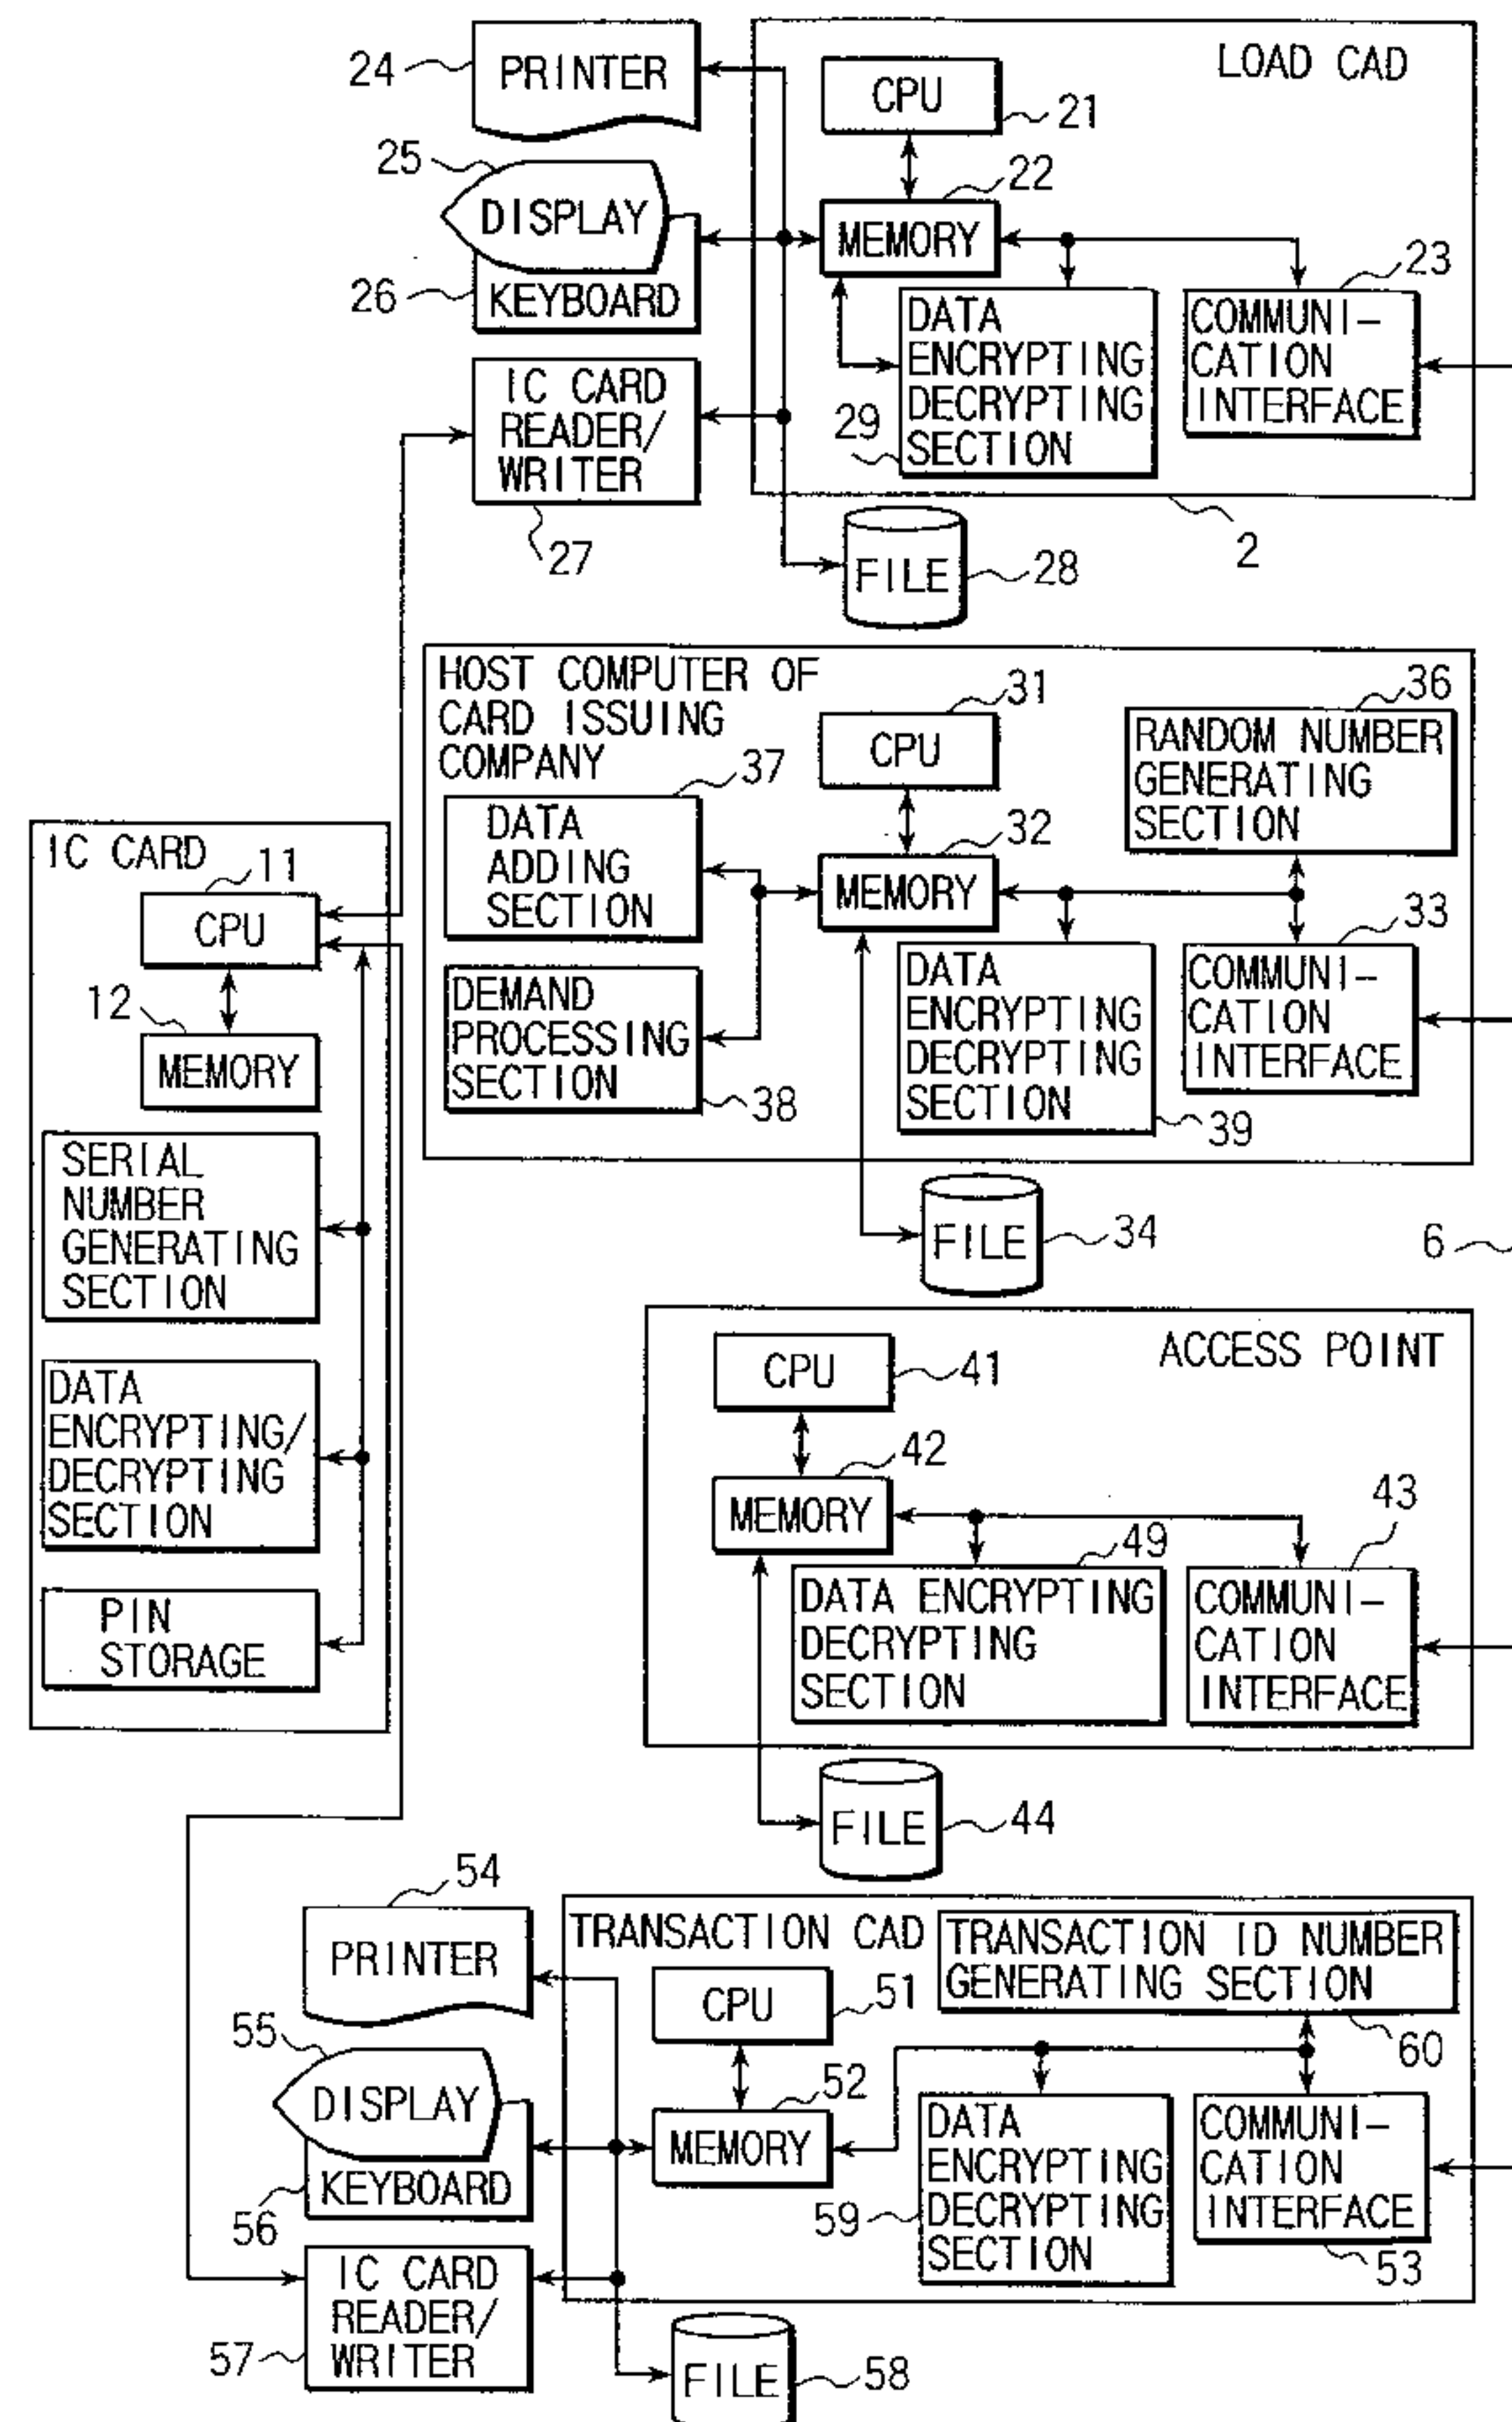 LOAD CAD
24
PRINTER
CPU
21
25
DISPLAY
22
MEMORY
26
KEYBOARD
23
DATA
ENCRYPTING
DECRYPTING
SECTION
29
COMMUNI-
CATION
INTERFACE
IC CARD
READER/
WRITER
27
2
FILE
28
HOST COMPUTER OF
CARD ISSUING
COMPANY
31
CPU
36
RANDOM NUMBER
GENERATING
SECTION
37
DATA
ADDING
SECTION
32
MEMORY
33
COMMUNI-
CATION
INTERFACE
DEMAND
PROCESSING
SECTION
38
DATA
ENCRYPTING
DECRYPTING
SECTION
39
FILE
34
6
IC CARD
11
CPU
12
MEMORY
SERIAL
NUMBER
GENERATING
SECTION
DATA
ENCRYPTING/
DECRYPTING
SECTION
PIN
STORAGE
ACCESS POINT
CPU
41
42
MEMORY
49
DATA ENCRYPTING
DECRYPTING
SECTION
43
COMMUNI-
CATION
INTERFACE
FILE
44
54
PRINTER
TRANSACTION CAD
TRANSACTION ID NUMBER
GENERATING SECTION
60
CPU
51
55
DISPLAY
52
MEMORY
KEYBOARD
56
DATA
ENCRYPTING
DECRYPTING
SECTION
59
COMMUNI-
CATION
INTERFACE
53
IC CARD
READER/
WRITER
57
FILE
58